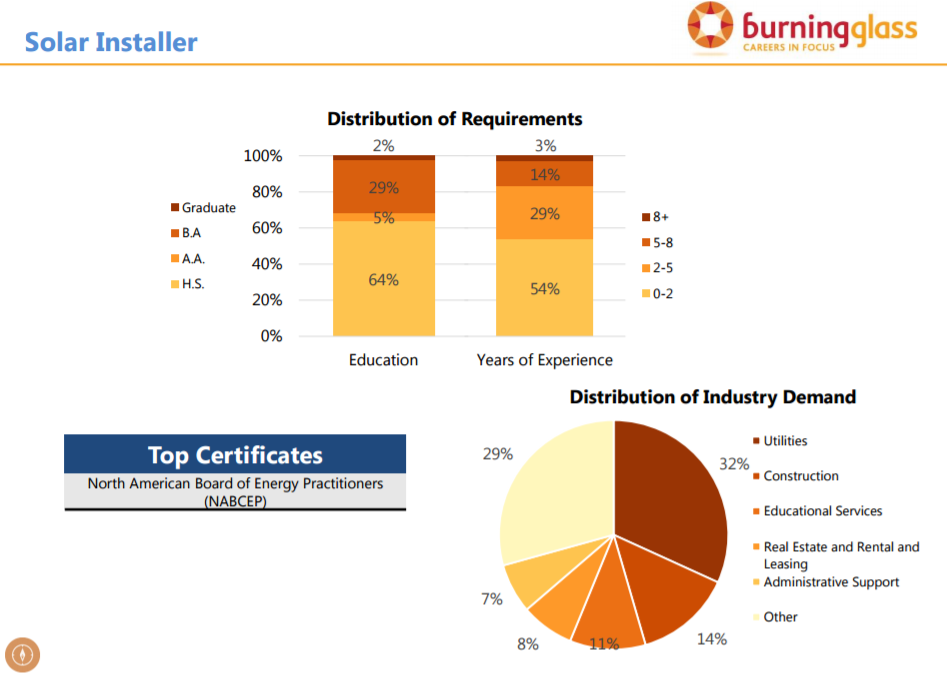 Solar Installer
burningglass
CAREERS IN FOCUS
Distribution of Requirements
2%
3%
100%
80%
60%
40%
20%
0%
29%
5%
64%
14%
29%
54%
Graduate
B.A
A.A.
H.S.
8+
5-8
2-5
0-2
Education
Years of Experience
Distribution of Industry Demand
Top Certificates
North American Board of Energy Practitioners
(NABCEP)
29%
32%
14%
11%
8%
7%
Utilities
Construction
Educational Services
Real Estate and Rental and
Leasing
Administrative Support
Other